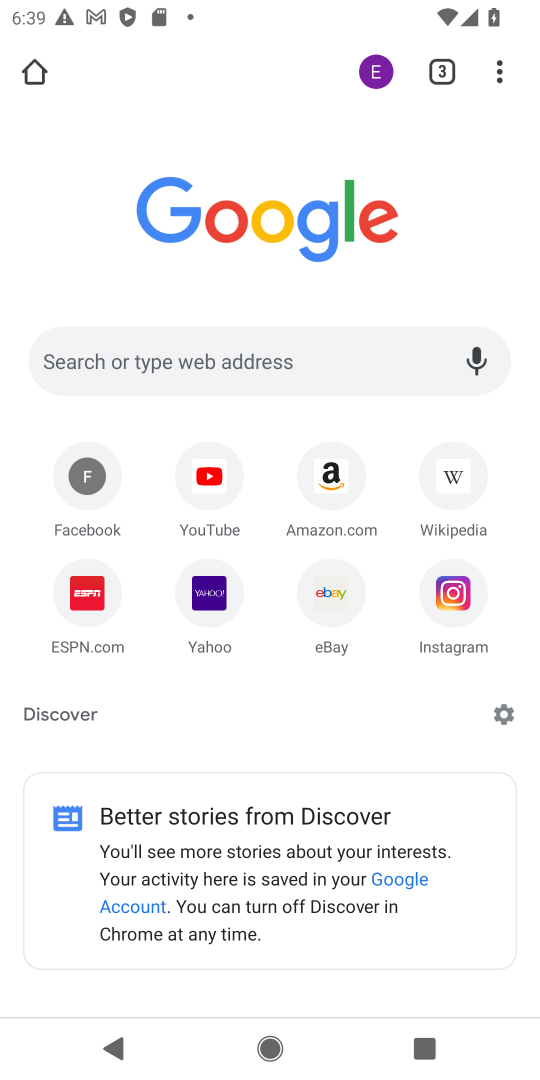 6:39
E
3
Google
Search or type web address
F
a
W
Facebook
YouTube
Amazon.com
Wikipedia
ESPN
YAHOO!
ebay
ESPN.com
Yahoo
eBay
Instagram
Discover
Better stories from Discover
You'll see more stories about your interests.
Your activity here is saved in your Google
Account. You can turn off Discover in
Chrome at any time.